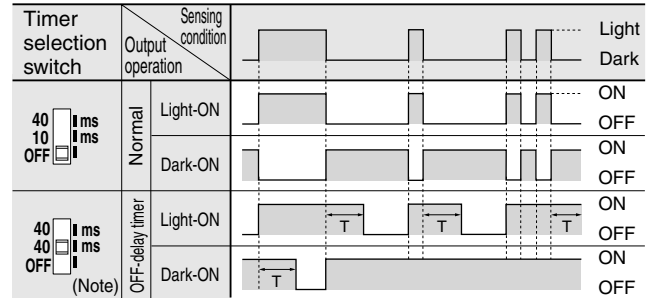 Timer
selection
switch
Output
operation
Sensing
condition
Light
Dark
40 ms
10 ms
OFF
Normal
Light-ON
ON
OFF
Dark-ON
ON
OFF
40 ms
40 ms
OFF
(Note)
OFF-delay timer
Light-ON
T
T
T
ON
OFF
Dark-ON
T
ON
OFF